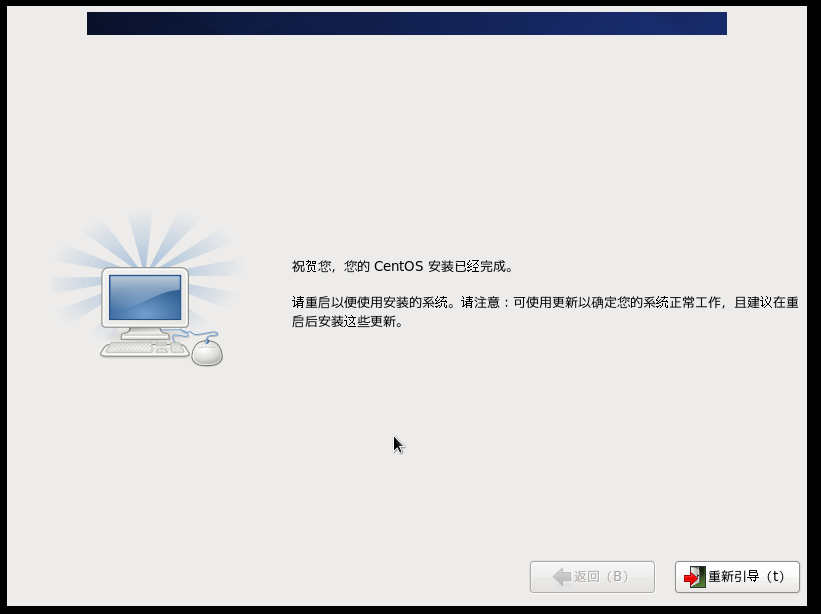 祝贺您，您的 CentOS 安装已经完成。
请重启以便使用安装的系统。请注意：可使用更新以确定您的系统正常工作，且建议在重
启后安装这些更新。
返回（B）
重新引导（t）